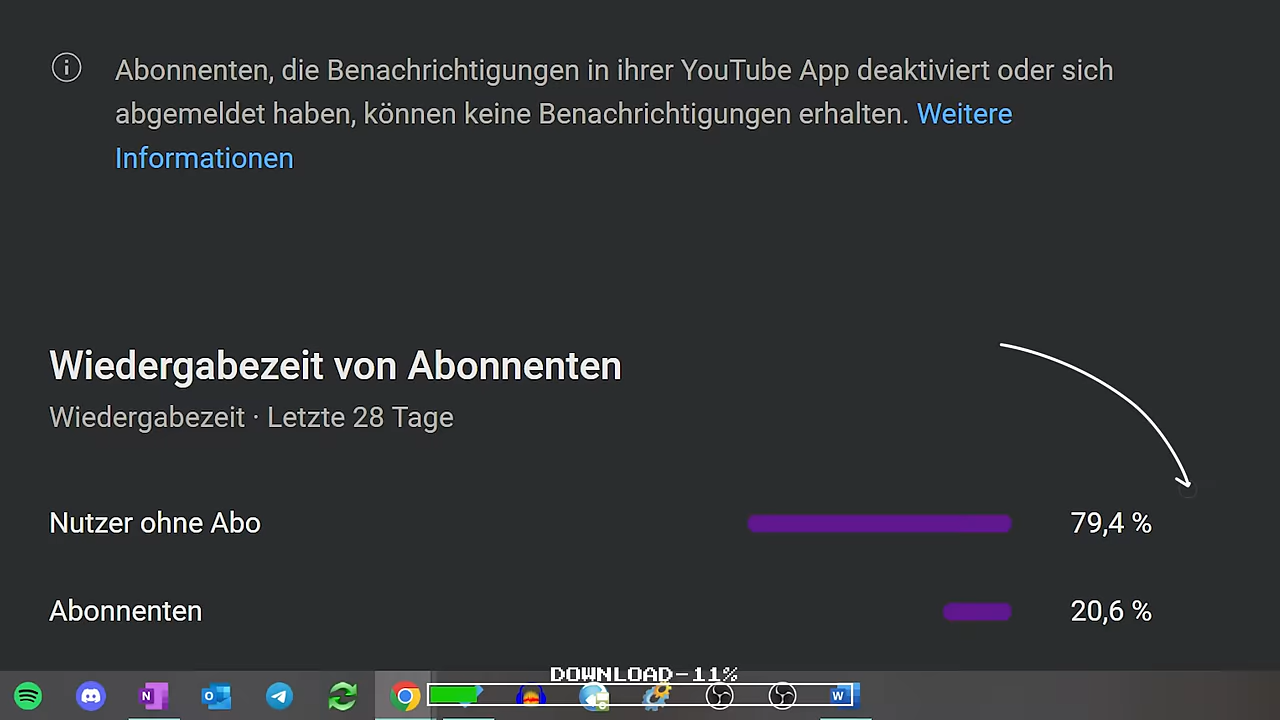 Abonnenten, die Benachrichtigungen in ihrer YouTube App deaktiviert oder sich
abgemeldet haben, können keine Benachrichtigungen erhalten. Weitere
Informationen
Wiedergabezeit von Abonnenten
Wiedergabezeit · Letzte 28 Tage
Nutzer ohne Abo 79,4 %
Abonnenten 20,6 %
DOWNLOAD-11%